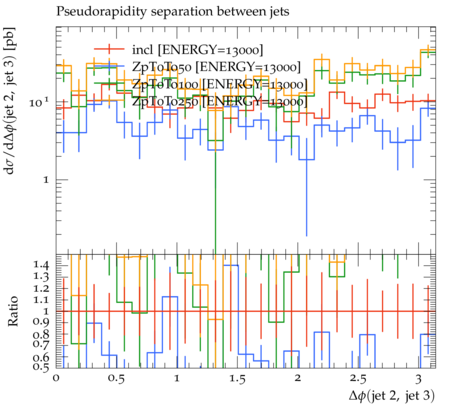 Pseudorapidity separation between jets
dσ/dΔϕ(jet 2, jet 3) [pb]
incl [ENERGY=13000]
ZpToTo50 [ENERGY=13000]
ZpToTo100 [ENERGY=13000]
ZpToTo250 [ENERGY=13000]
10¹
1
Ratio
1.4
1.3
1.2
1.1
1
0.9
0.8
0.7
0.6
0.5
0 0.5 1 1.5 2 2.5 3
Δϕ(jet 2, jet 3)